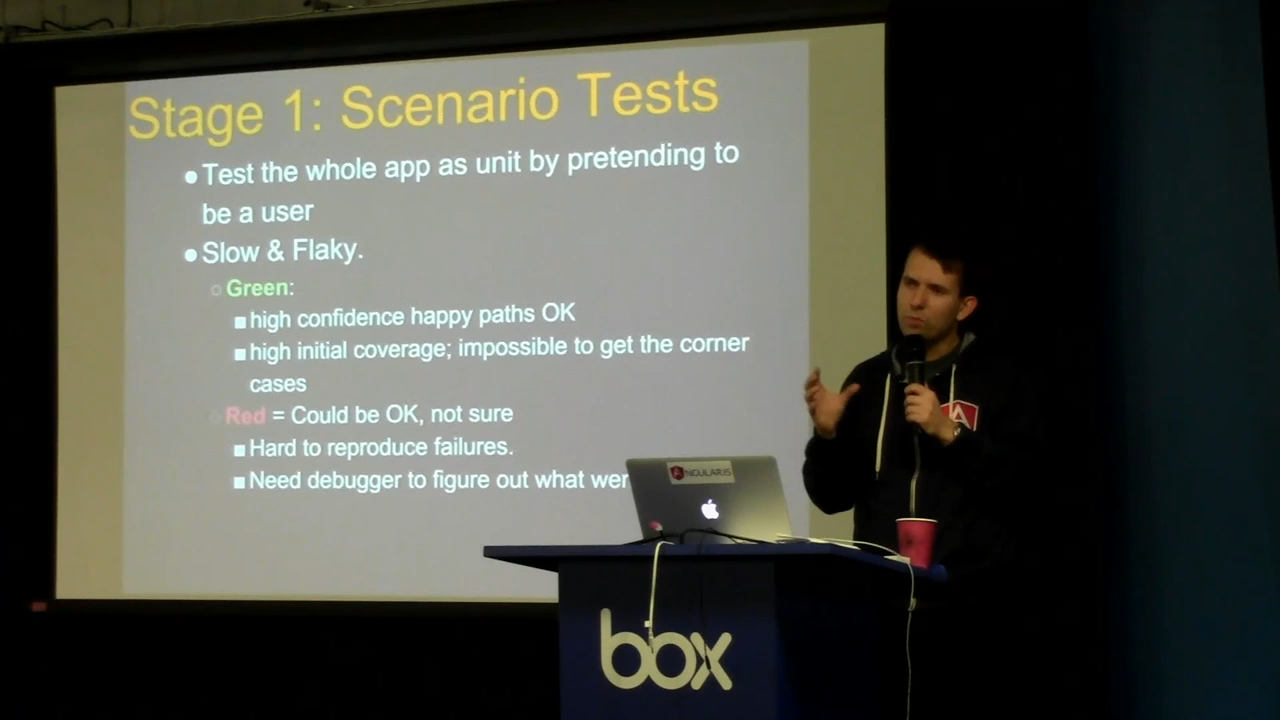 Stage 1: Scenario Tests
●Test the whole app as unit by pretending to
be a user
●Slow & Flaky.
○Green:
■high confidence happy paths OK
■high initial coverage; impossible to get the corner
cases
○Red = Could be OK, not sure
■Hard to reproduce failures.
■Need debugger to figure out what wer
A NGULARJS
A
box